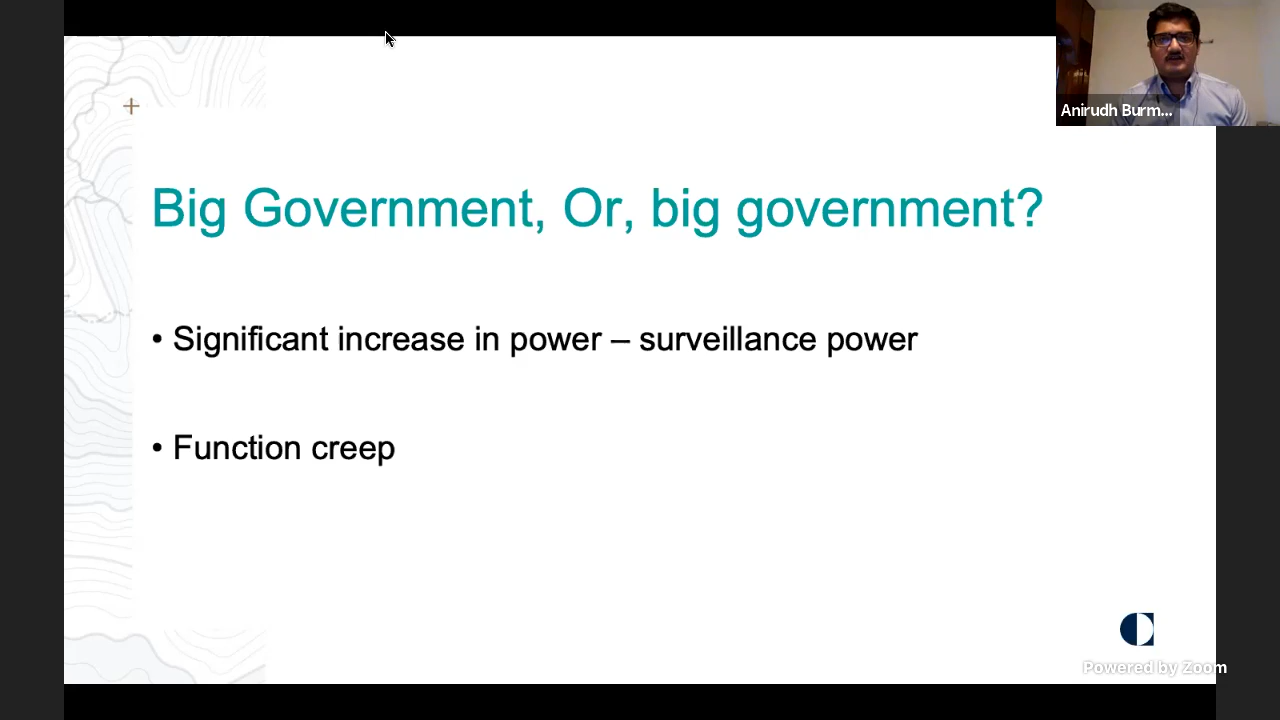 Anirudh Burm...
Big Government, Or, big government?
• Significant increase in power – surveillance power
• Function creep
Powered by Zoom